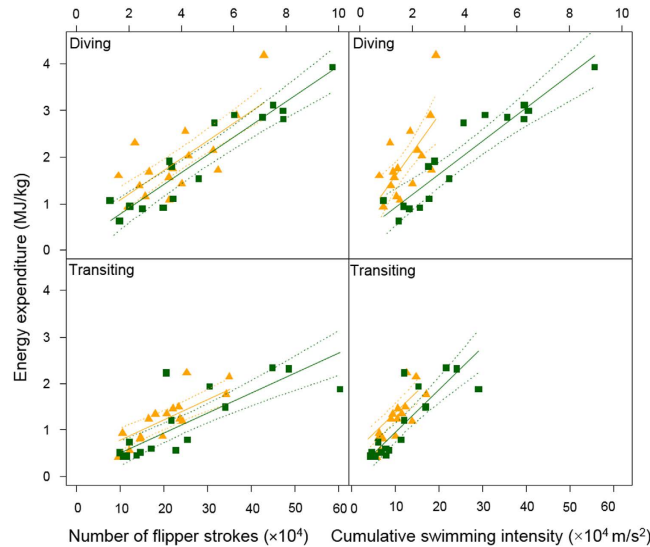 0 2 4 6 8 10 0 2 4 6 8 10
Diving Diving
4
3
2
1
0
Energy expenditure (MJ/kg)
Transiting Transiting
4
3
2
1
0
0 10 20 30 40 50 60 0 10 20 30 40 50 60
Number of flipper strokes (×10⁴) Cumulative swimming intensity (×10⁴ m/s²)